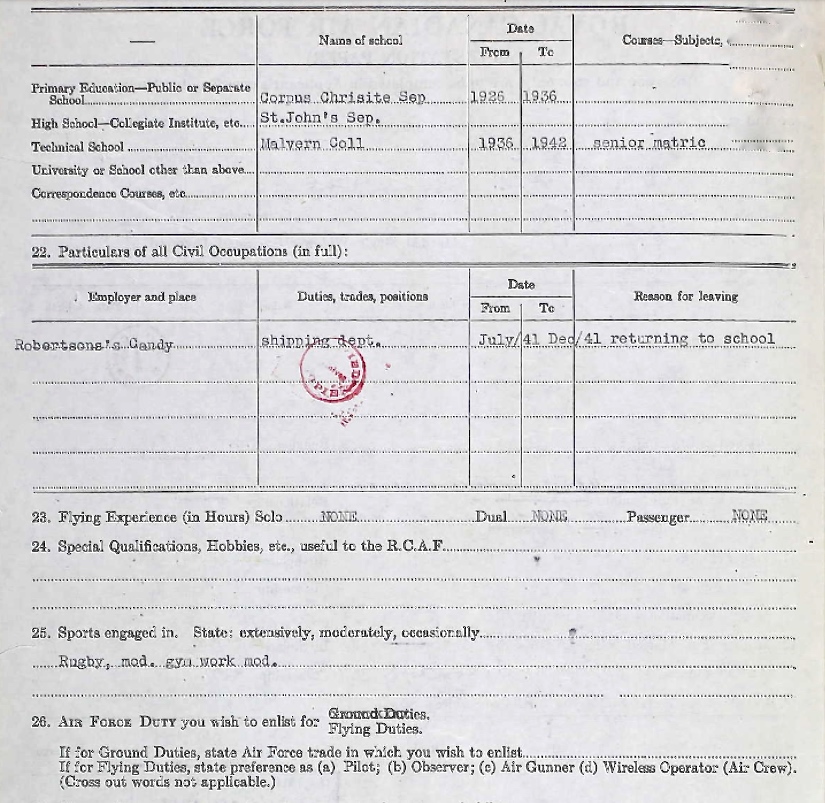 Date
Name of school
Courses—Subjects,
From To
Primary Education—Public or Separate
School Corpus Chrisite Sep 1926 1936
High School—Collegiate Institute, etc. St.John's Sep.
Technical School Malvern Coll 1936 1942 senior matric
University or School other than above
Correspondence Courses, etc.
22. Particulars of all Civil Occupations (in full):
Employer and place Duties, trades, positions Date Reason for leaving
From To
Robertsons's Candy shipping dept. July/41 Dec/41 returning to school
23. Flying Experience (in Hours) Solo NONE Dual NONE Passenger NONE
24. Special Qualifications, Hobbies, etc., useful to the R.C.A.F.
25. Sports engaged in. State: extensively, moderately, occasionally
Rugby, mod. gym work mod.
26. AIR FORCE DUTY you wish to enlist for Ground Duties.
Flying Duties.
If for Ground Duties, state Air Force trade in which you wish to enlist
If for Flying Duties, state preference as (a) Pilot; (b) Observer; (c) Air Gunner (d) Wireless Operator (Air Crew).
(Cross out words not applicable.)